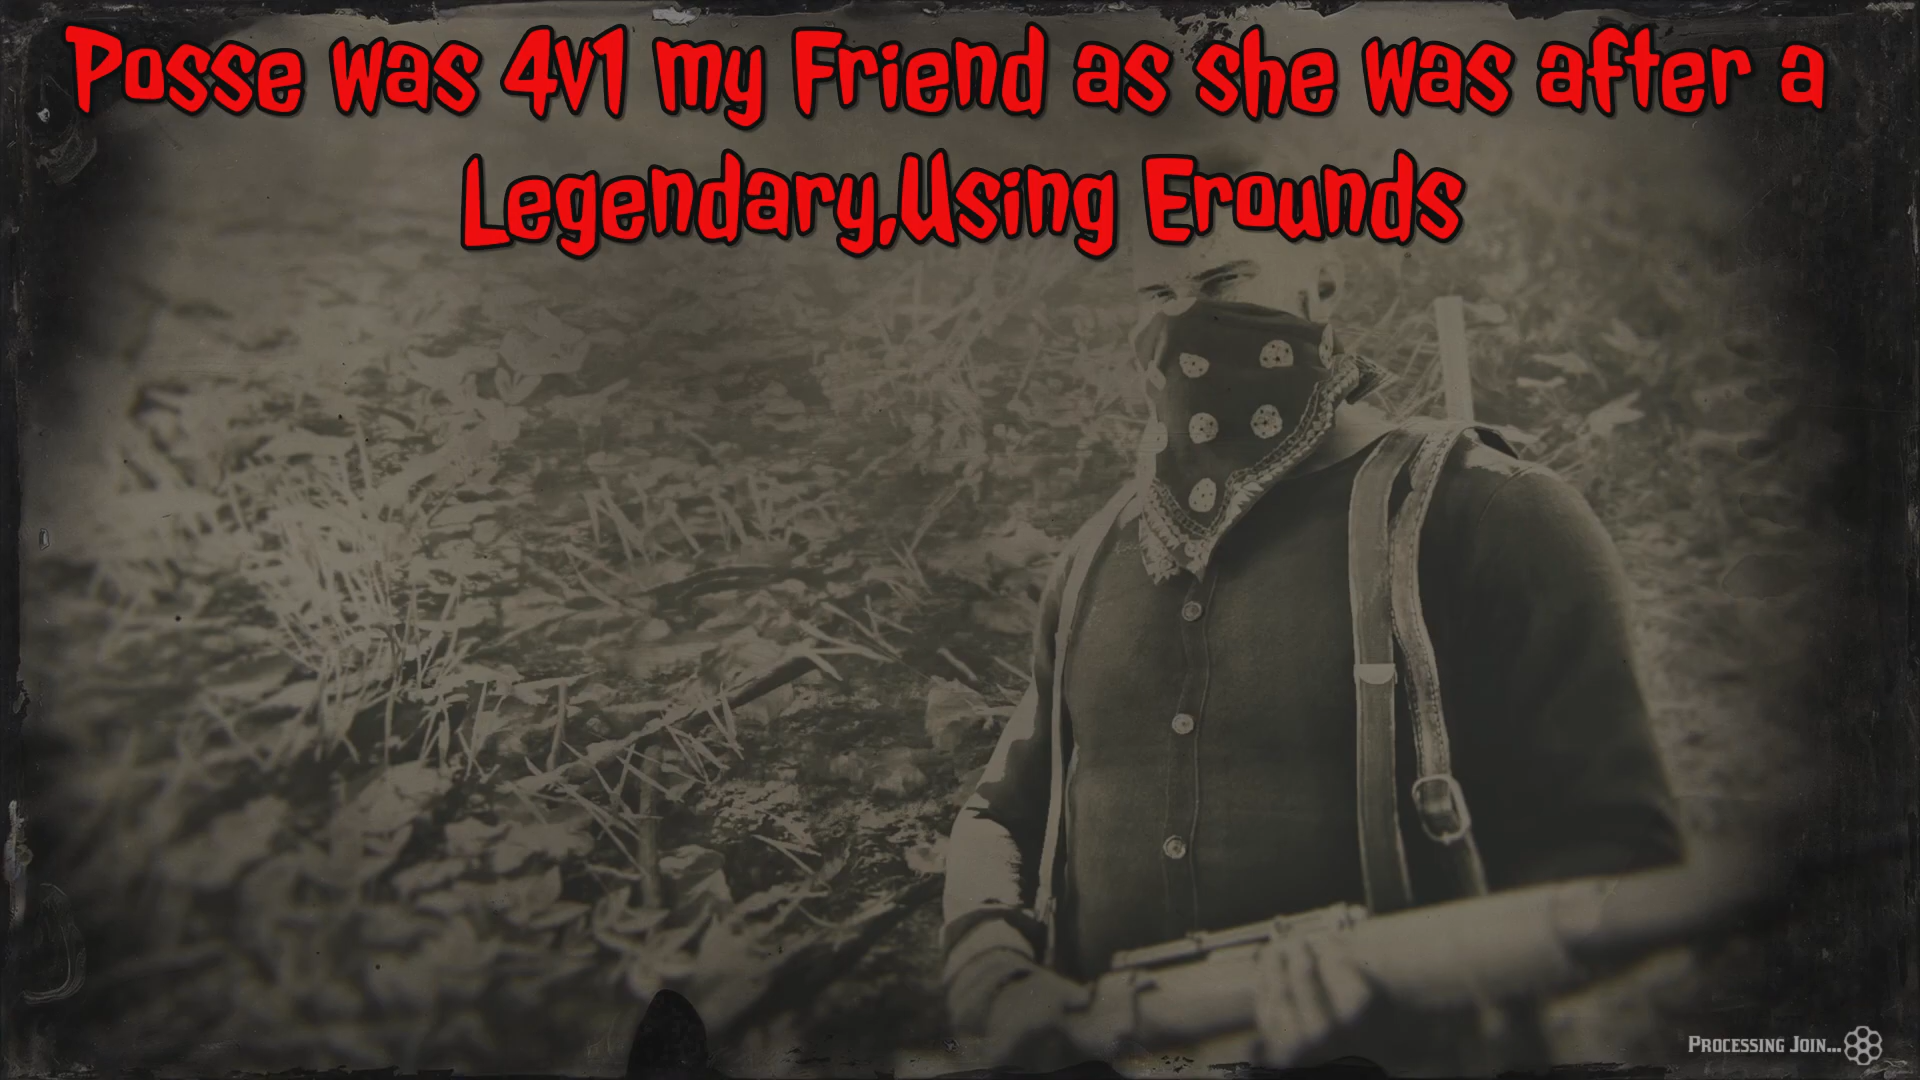 Posse was 4v1 my Friend as she was after a
Legendary,Using Erounds
Processing Join...